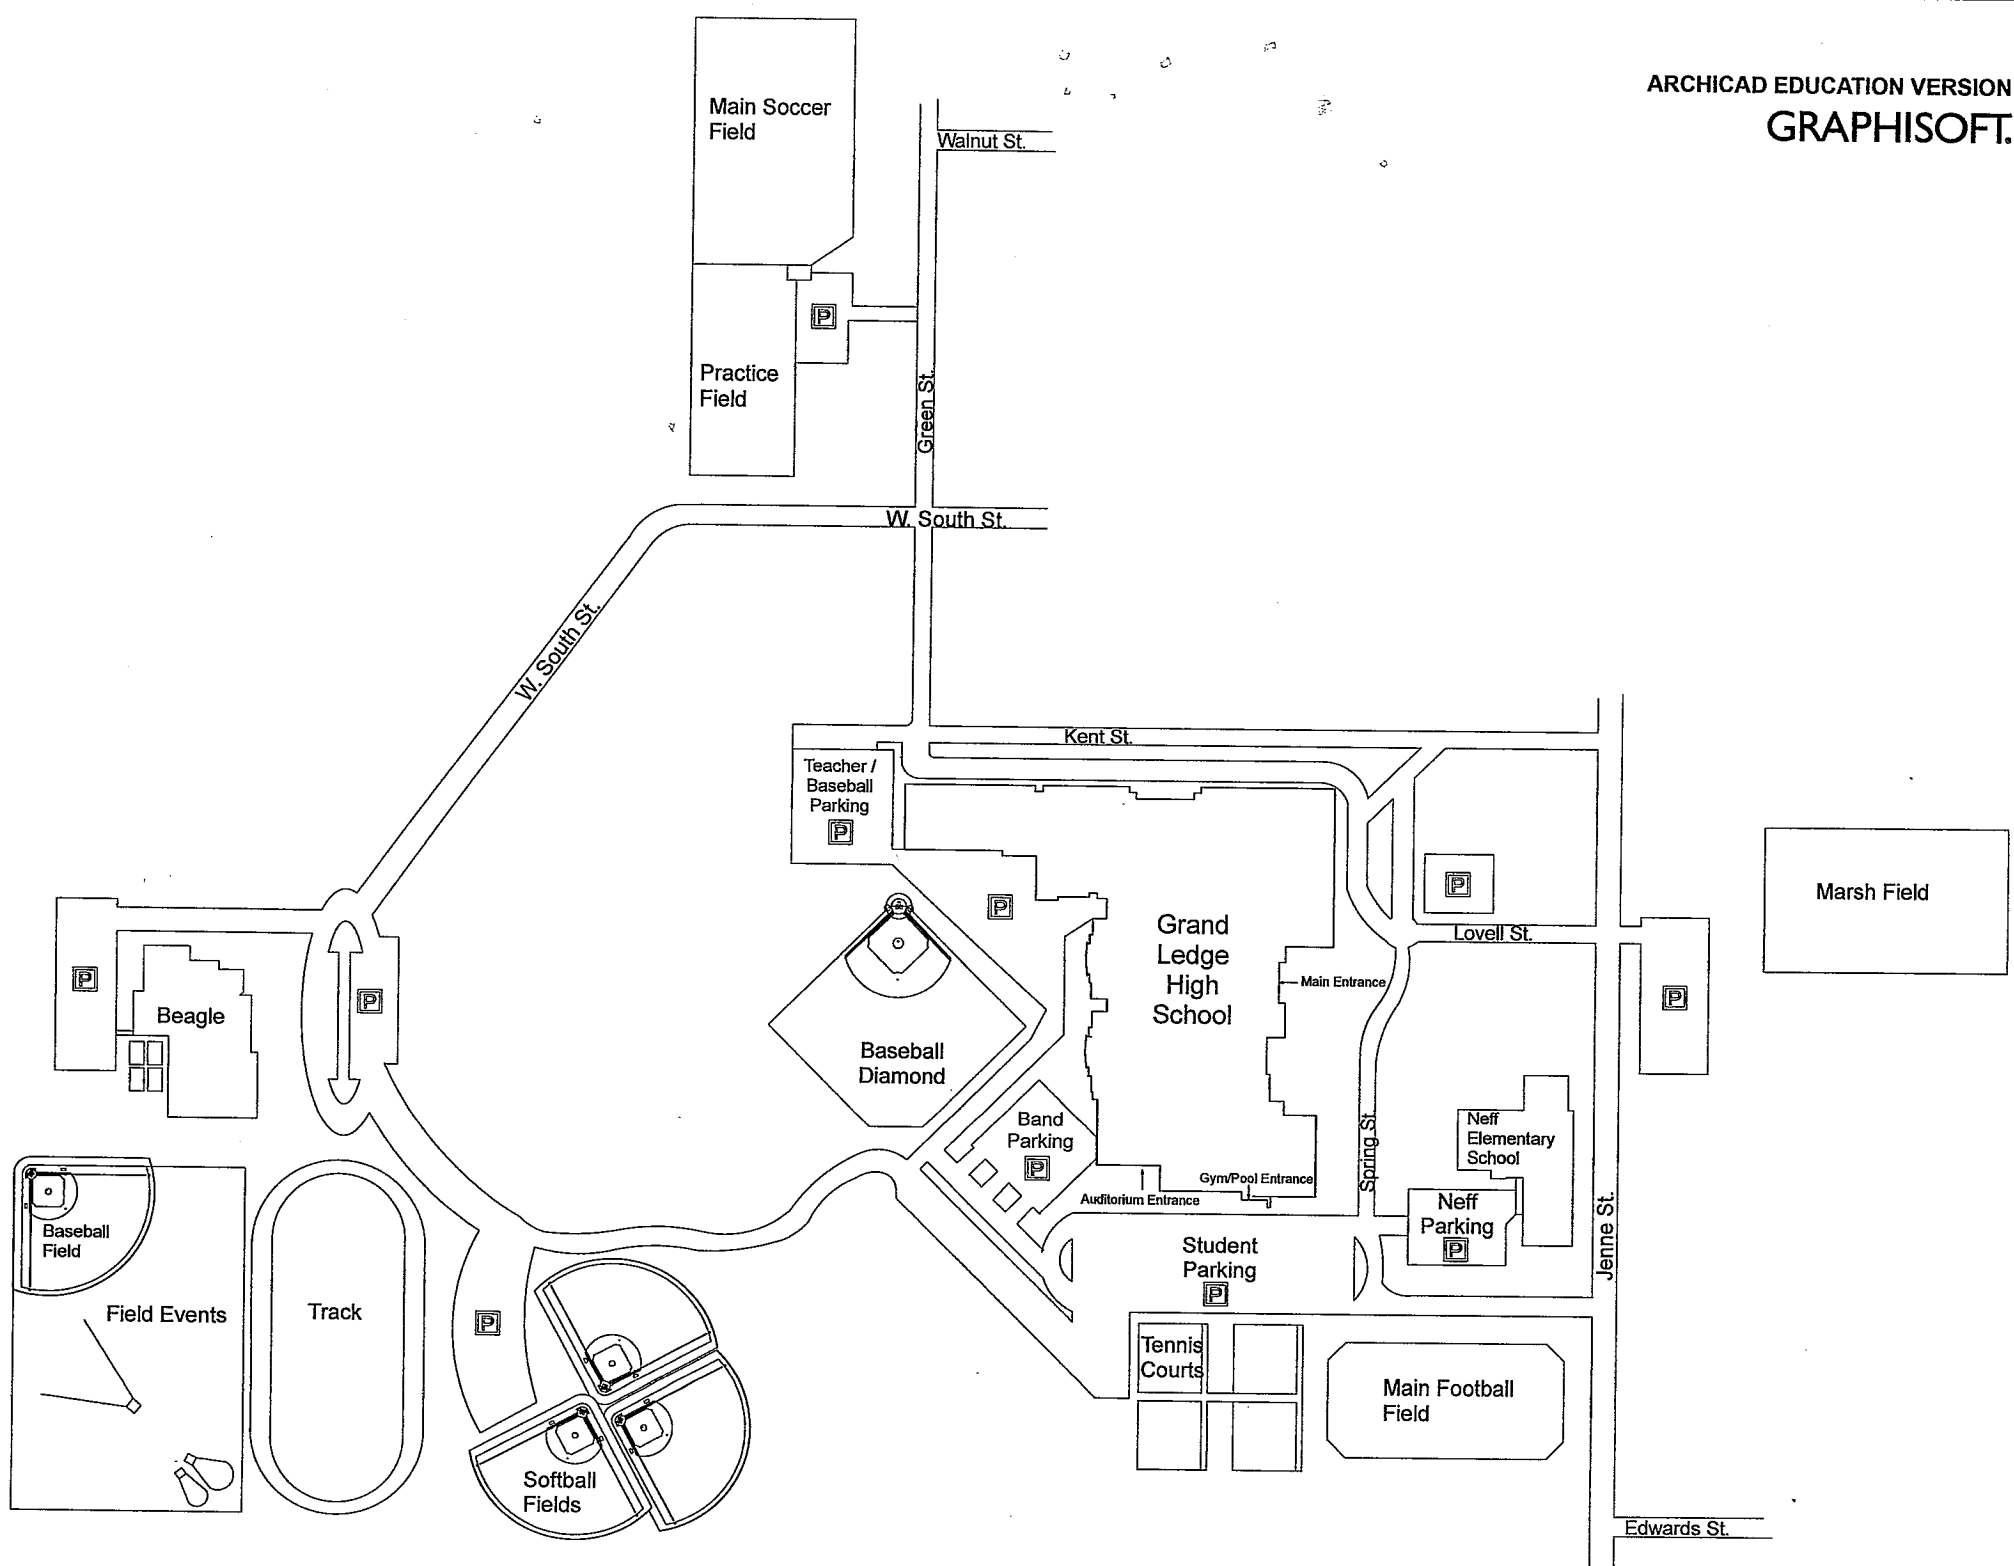 ARCHICAD EDUCATION VERSION
GRAPHISOFT.
Main Soccer
Field
Walnut St.
P
Practice
Field
Green St.
W. South St.
W. South St.
Kent St.
Teacher /
Baseball
Parking
P
P
P
Marsh Field
Grand
Ledge
High
School
Lovell St.
Main Entrance
P
P
P
Beagle
Baseball
Diamond
Band
Parking
P
Spring St.
Neff
Elementary
School
Gym/Pool Entrance
Auditorium Entrance
Neff
Parking
P
Jenne St.
Baseball
Field
Student
Parking
P
Field Events
Track
P
Tennis
Courts
Main Football
Field
Softball
Fields
Edwards St.